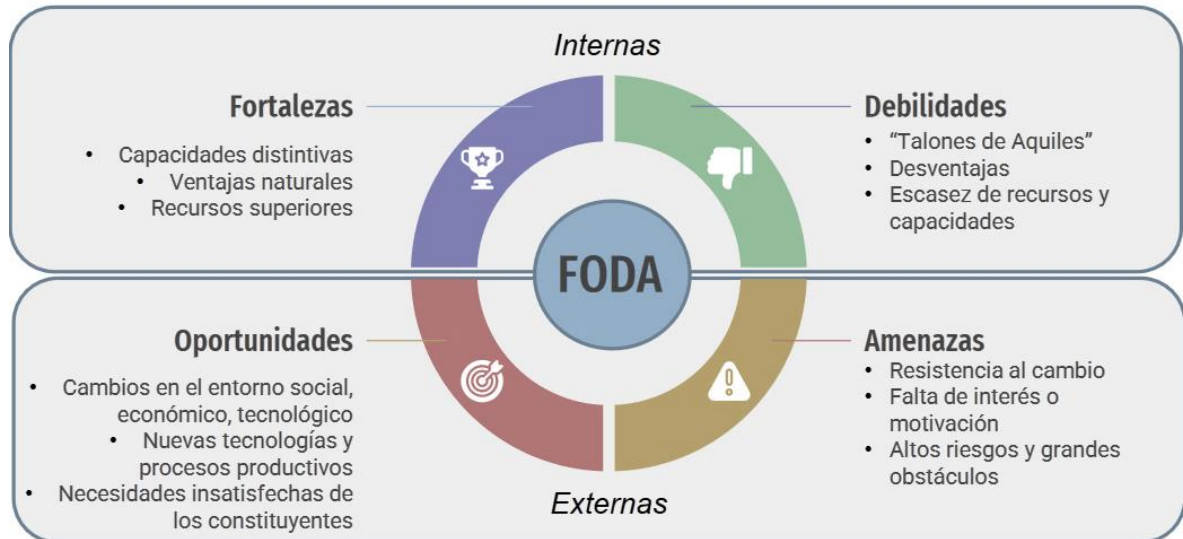 Internas
Fortalezas
• Capacidades distintivas
• Ventajas naturales
• Recursos superiores
Debilidades
• “Talones de Aquiles”
• Desventajas
• Escasez de recursos y
capacidades
FODA
Oportunidades
• Cambios en el entorno social,
económico, tecnológico
• Nuevas tecnologías y
procesos productivos
• Necesidades insatisfechas de
los constituyentes
Amenazas
• Resistencia al cambio
• Falta de interés o
motivación
• Altos riesgos y grandes
obstáculos
Externas